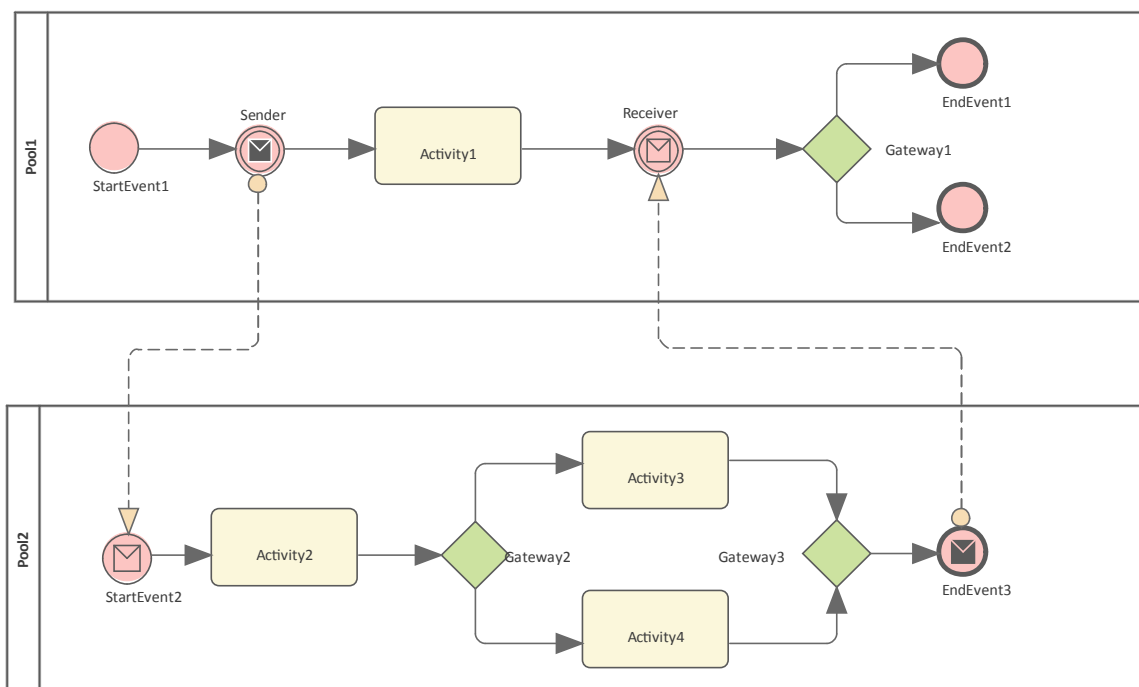 Pool1
StartEvent1
Sender
Activity1
Receiver
Gateway1
EndEvent1
EndEvent2
Pool2
StartEvent2
Activity2
Gateway2
Activity3
Activity4
Gateway3
EndEvent3